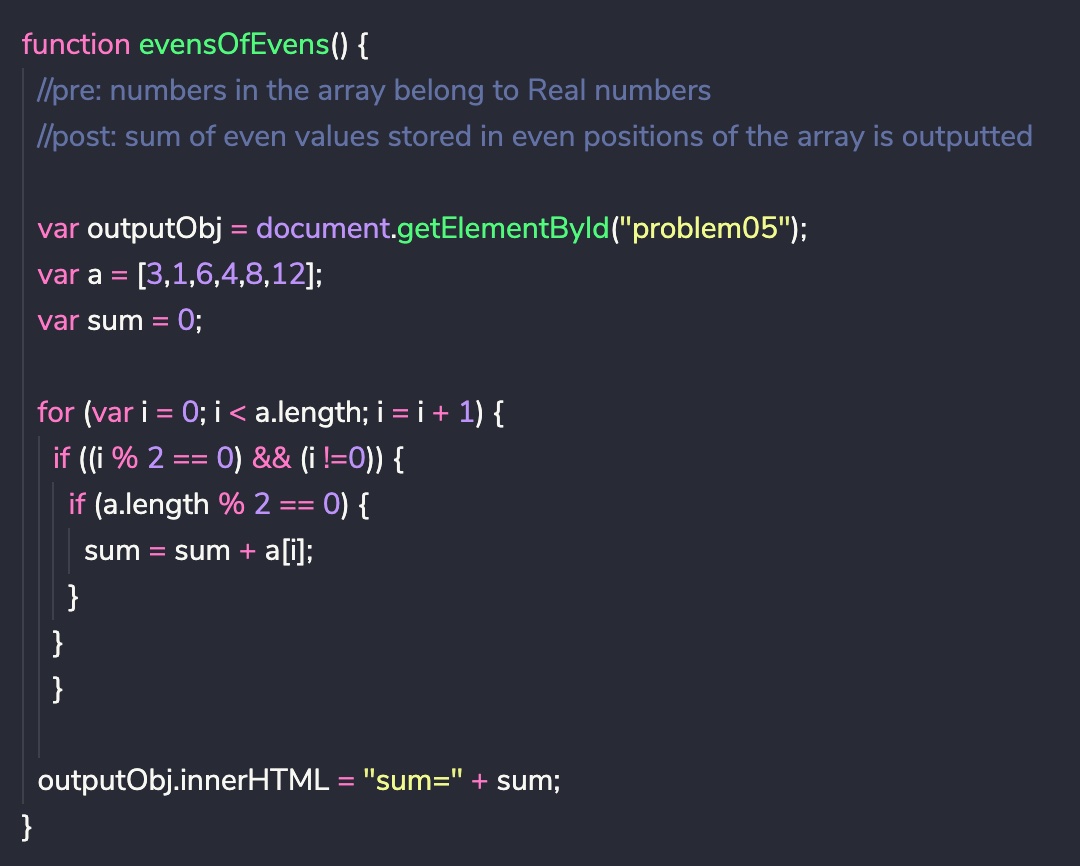 function evensOfEvens() {
//pre: numbers in the array belong to Real numbers
//post: sum of even values stored in even positions of the array is outputted
var outputObj = document.getElementById("problem05");
var a = [3,1,6,4,8,12];
var sum = 0;
for (var i = 0; i < a.length; i = i + 1) {
if ((i % 2 == 0) && (i !=0)) {
if (a.length % 2 == 0) {
sum = sum + a[i];
}
}
}
outputObj.innerHTML = "sum=" + sum;
}